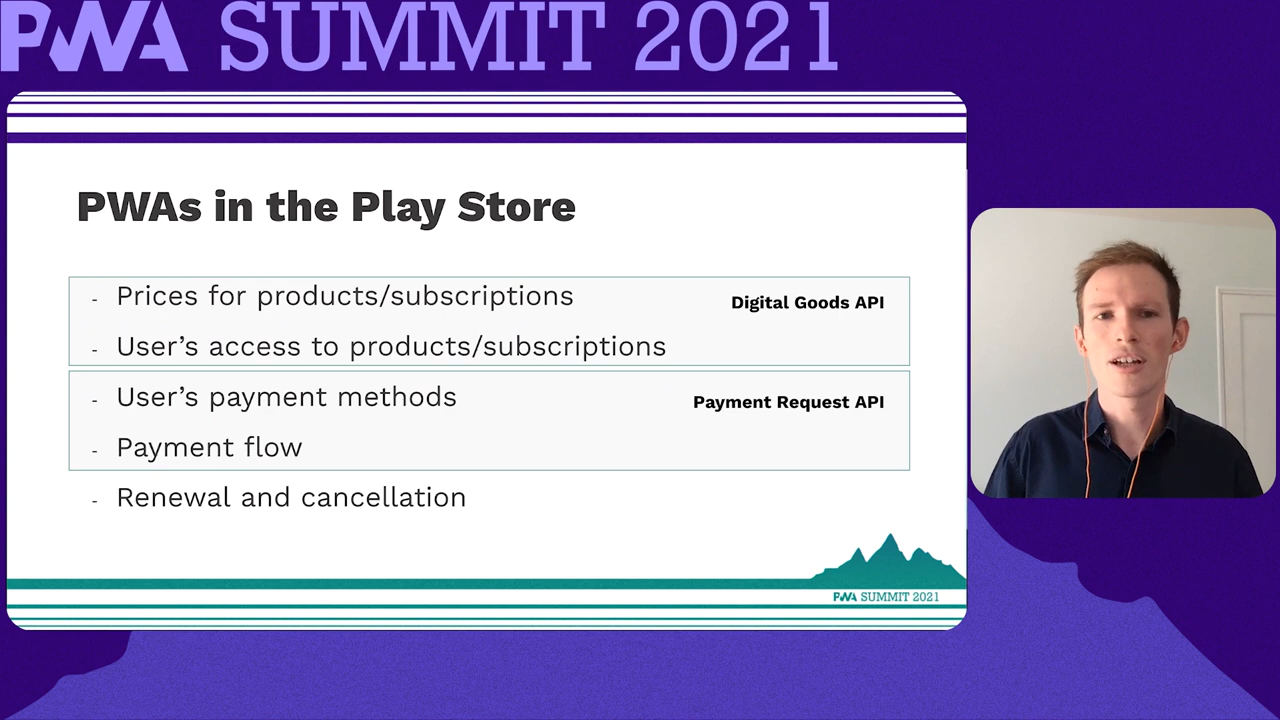 PWA SUMMIT 2021
PWAs in the Play Store
- Prices for products/subscriptions
Digital Goods API
- User’s access to products/subscriptions
- User’s payment methods
Payment Request API
- Payment flow
- Renewal and cancellation
PWA SUMMIT 2021